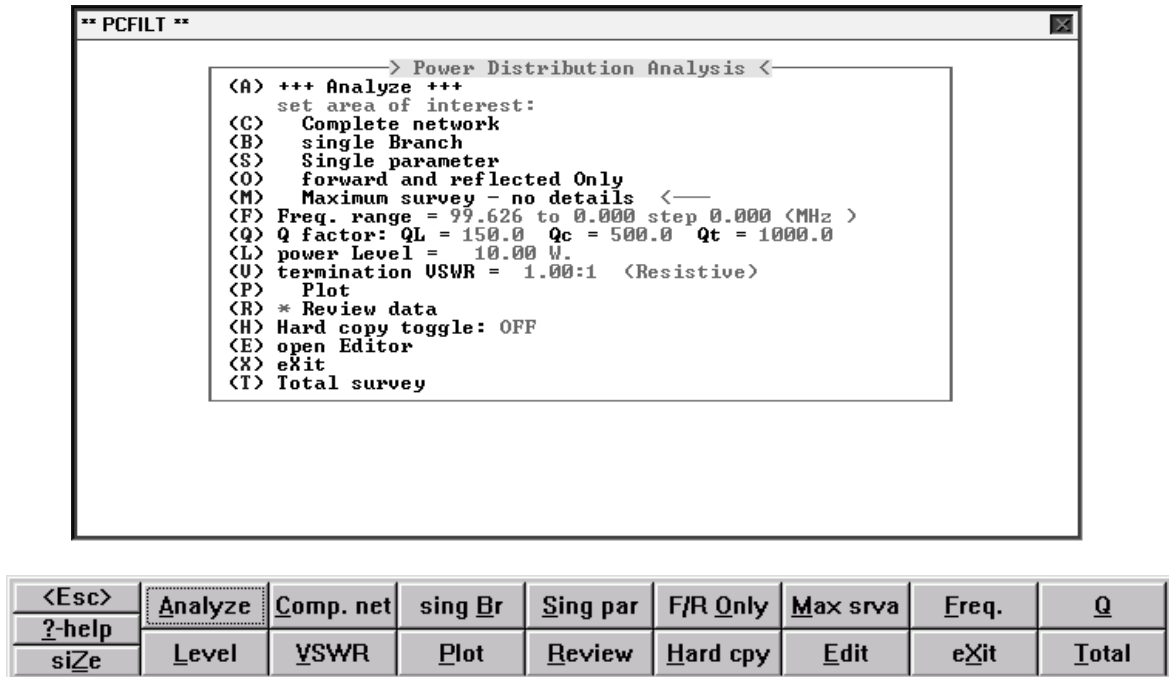 ** PCFILT **
> Power Distribution Analysis <
(A) +++ Analyze +++
set area of interest:
(C) Complete network
(B) single Branch
(S) Single parameter
(O) forward and reflected Only
(M) Maximum survey - no details <——
(F) Freq. range = 99.626 to 0.000 step 0.000 (MHz )
(Q) Q factor: QL = 150.0 Qc = 500.0 Qt = 1000.0
(L) power Level = 10.00 W.
(V) termination VSWR = 1.00:1 (Resistive)
(P) Plot
(R) * Review data
(H) Hard copy toggle: OFF
(E) open Editor
(X) eXit
(T) Total survey
<Esc> Analyze Comp. net sing Br Sing par F/R Only Max srva Freq. Q
?-help
siZe Level VSWR Plot Review Hard cpy Edit eXit Total